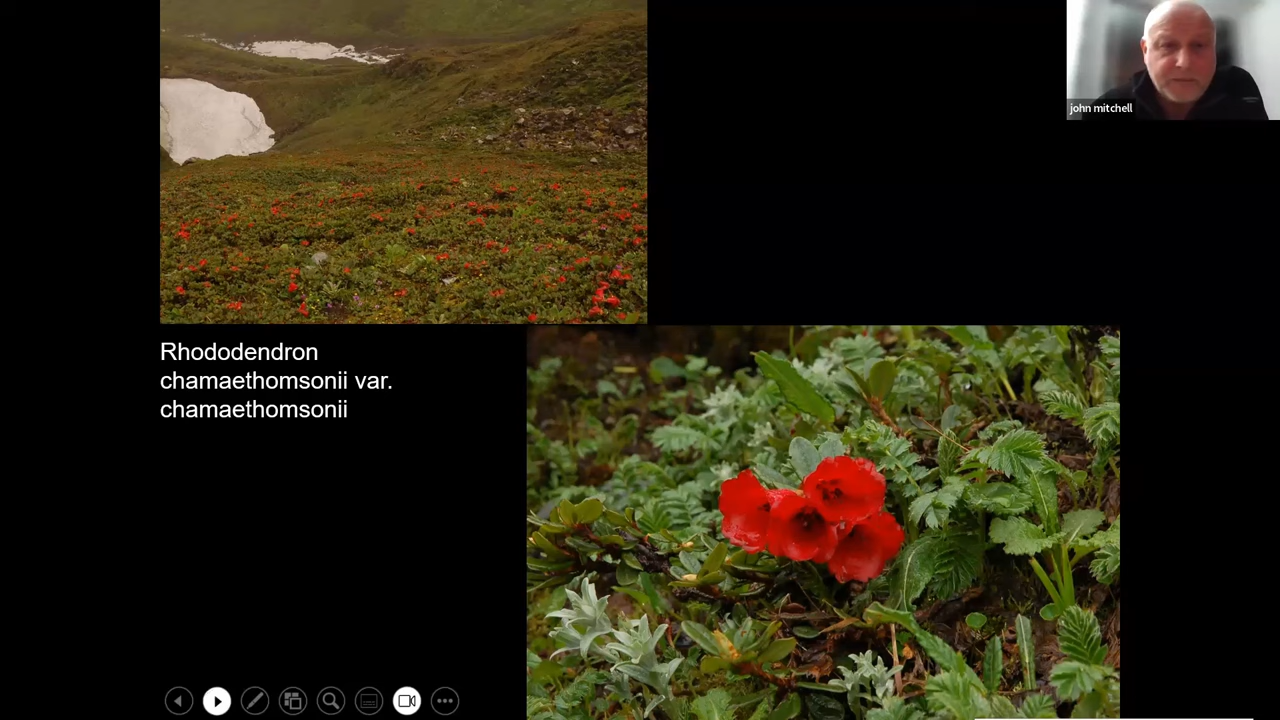 john mitchell
Rhododendron
chamaethomsonii var.
chamaethomsonii